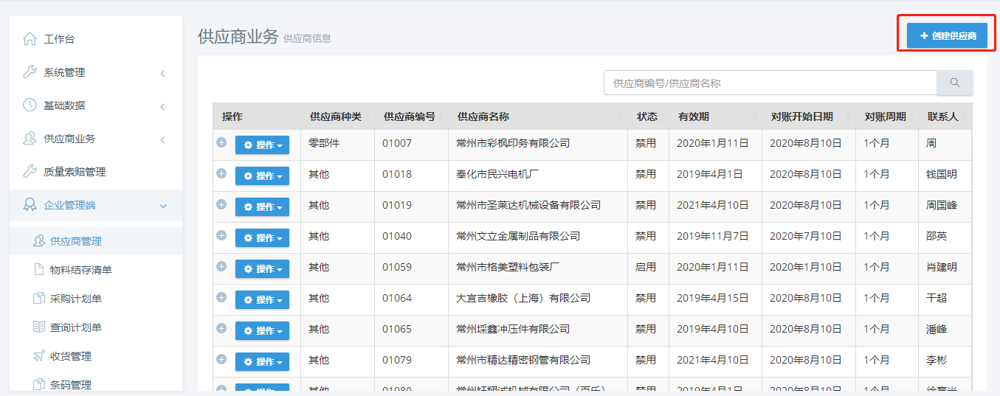 工作台
系统管理
基础数据
供应商业务
质量索赔管理
企业管理端
供应商管理
物料结存清单
采购计划单
查询计划单
收货管理
条码管理
供应商业务 供应商信息
创建供应商
供应商编号/供应商名称
操作 供应商种类 供应商编号 供应商名称 状态 有效期 对账开始日期 对账周期 联系人
操作 零部件 01007 常州市彩枫印务有限公司 禁用 2020年1月11日 2020年8月10日 1个月 周
操作 其他 01018 奉化市民兴电机厂 禁用 2019年4月1日 2020年8月10日 1个月 钱国明
操作 其他 01019 常州市圣莱达机械设备有限公司 禁用 2021年4月10日 2020年8月10日 1个月 周国峰
操作 其他 01040 常州文立金属制品有限公司 禁用 2019年11月7日 2020年7月10日 1个月 邵英
操作 其他 01059 常州市格美塑料包装厂 启用 2020年1月11日 2020年1月10日 1个月 肖建明
操作 其他 01064 大宜吉橡胶（上海）有限公司 禁用 2019年4月15日 2020年8月10日 1个月 干超
操作 其他 01065 常州埰鑫冲压件有限公司 禁用 2019年4月10日 2020年8月10日 1个月 潘峰
操作 其他 01079 常州市精达精密钢管有限公司 禁用 2021年4月10日 2020年8月10日 1个月 李彬
操作 其他 01080 禁用 2019年4月1日 2020年8月10日 1个月